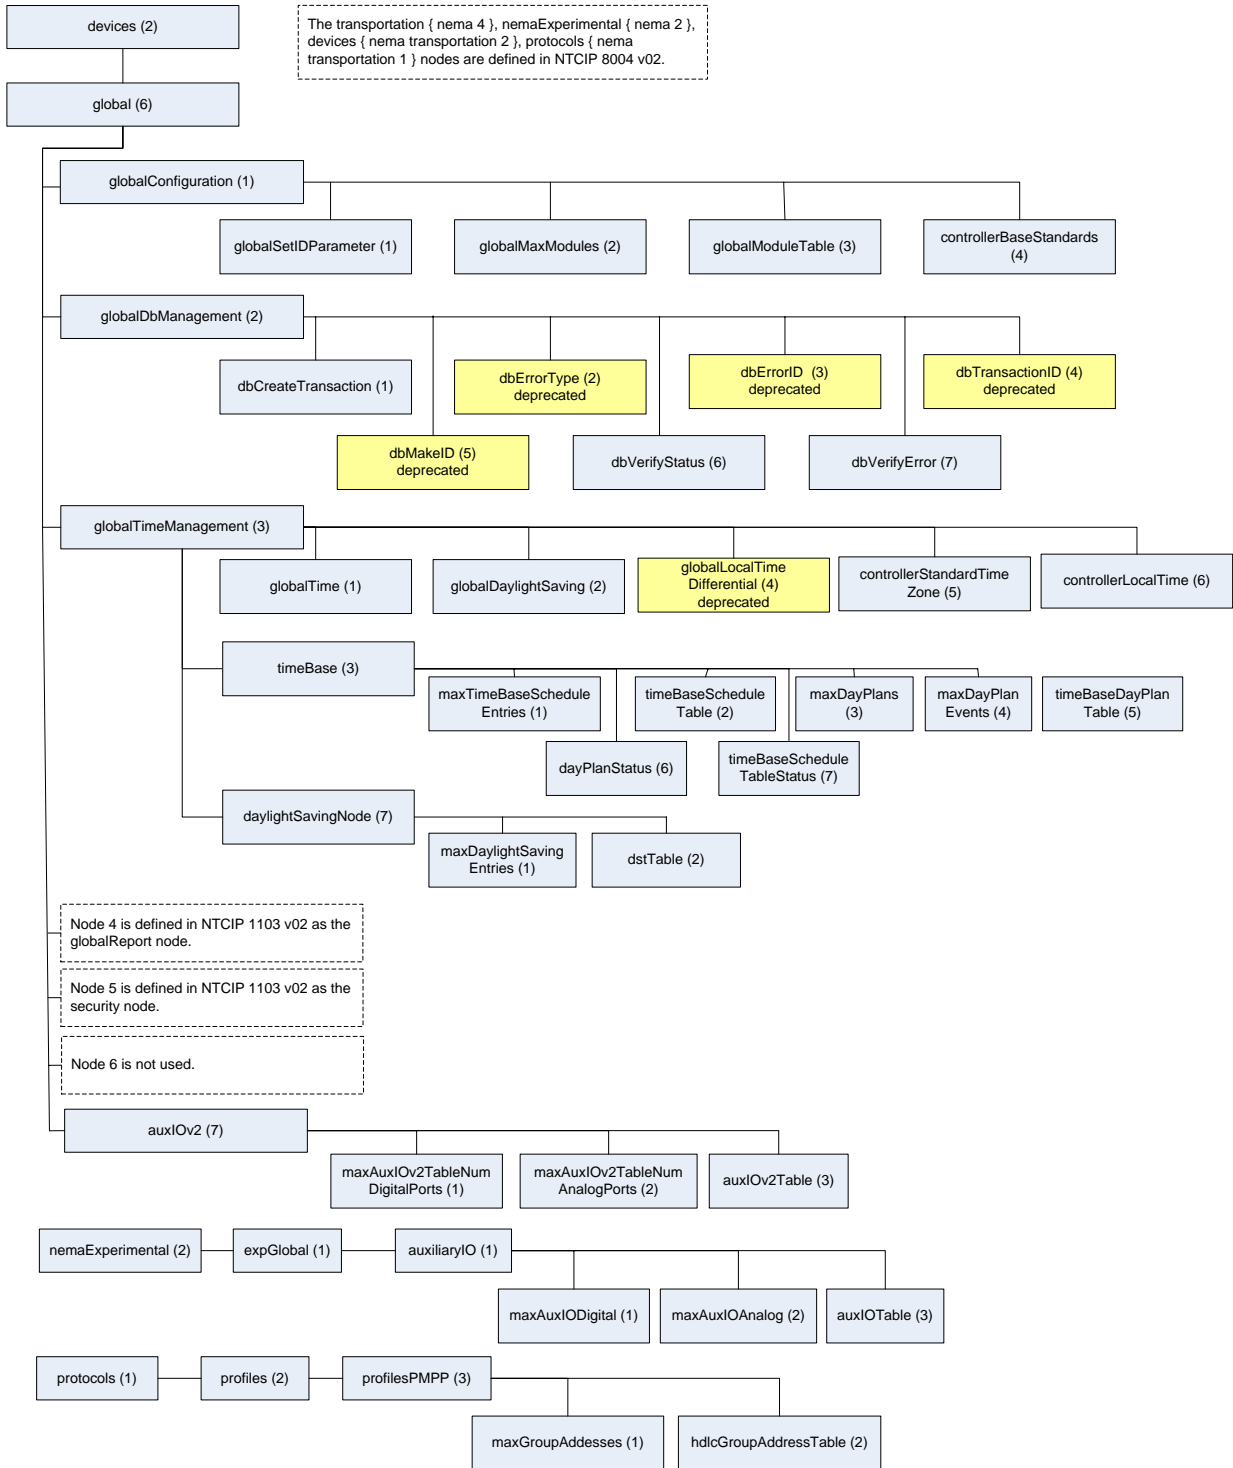 devices (2)
The transportation { nema 4 }, nemaExperimental { nema 2 },
devices { nema transportation 2 }, protocols { nema
transportation 1 } nodes are defined in NTCIP 8004 v02.
global (6)
globalConfiguration (1)
globalSetIDParameter (1)
globalMaxModules (2)
globalModuleTable (3)
controllerBaseStandards
(4)
globalDbManagement (2)
dbCreateTransaction (1)
dbErrorType (2)
deprecated
dbErrorID (3)
deprecated
dbTransactionID (4)
deprecated
dbMakeID (5)
deprecated
dbVerifyStatus (6)
dbVerifyError (7)
globalTimeManagement (3)
globalTime (1)
globalDaylightSaving (2)
globalLocalTime
Differential (4)
deprecated
controllerStandardTime
Zone (5)
controllerLocalTime (6)
timeBase (3)
maxTimeBaseSchedule
Entries (1)
timeBaseSchedule
Table (2)
maxDayPlans
(3)
maxDayPlan
Events (4)
timeBaseDayPlan
Table (5)
dayPlanStatus (6)
timeBaseSchedule
TableStatus (7)
daylightSavingNode (7)
maxDaylightSaving
Entries (1)
dstTable (2)
Node 4 is defined in NTCIP 1103 v02 as the
globalReport node.
Node 5 is defined in NTCIP 1103 v02 as the
security node.
Node 6 is not used.
auxIOv2 (7)
maxAuxIOv2TableNum
DigitalPorts (1)
maxAuxIOv2TableNum
AnalogPorts (2)
auxIOv2Table (3)
nemaExperimental (2)
expGlobal (1)
auxiliaryIO (1)
maxAuxIODigital (1)
maxAuxIOAnalog (2)
auxIOTable (3)
protocols (1)
profiles (2)
profilesPMPP (3)
maxGroupAddesses (1)
hdlcGroupAddressTable (2)